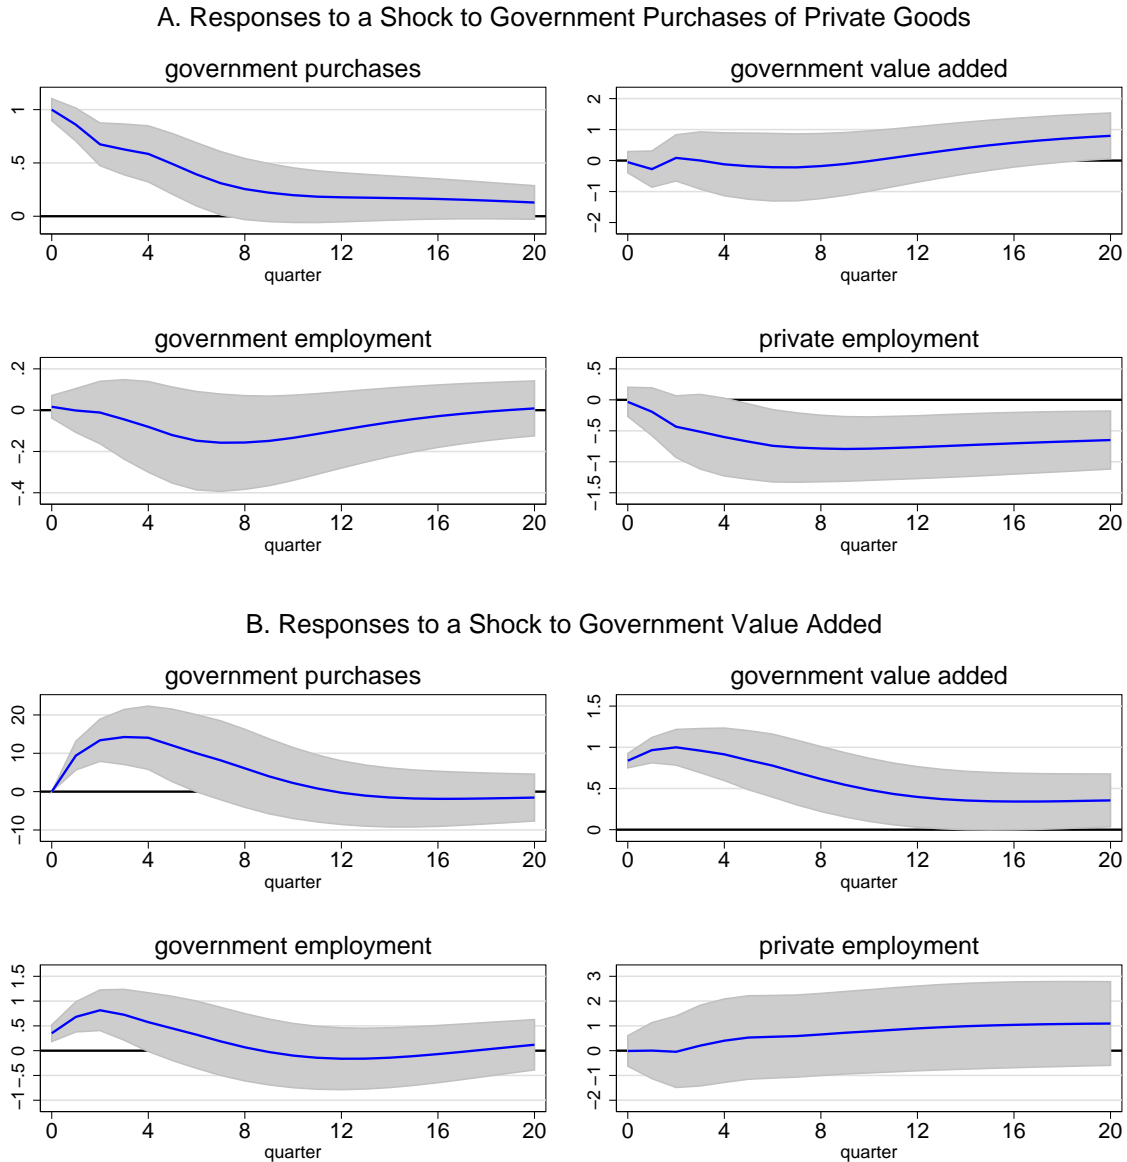 A. Responses to a Shock to Government Purchases of Private Goods
government purchases
0 .5 1
0 4 8 12 16 20
quarter
government value added
−2 −1 0 1 2
0 4 8 12 16 20
quarter
government employment
−.4 −.2 0 .2
0 4 8 12 16 20
quarter
private employment
−1.5 −1 −.5 0 .5
0 4 8 12 16 20
quarter
B. Responses to a Shock to Government Value Added
government purchases
−10 0 10 20
0 4 8 12 16 20
quarter
government value added
0 .5 1 1.5
0 4 8 12 16 20
quarter
government employment
−1 −.5 0 .5 1 1.5
0 4 8 12 16 20
quarter
private employment
−2 −1 0 1 2 3
0 4 8 12 16 20
quarter